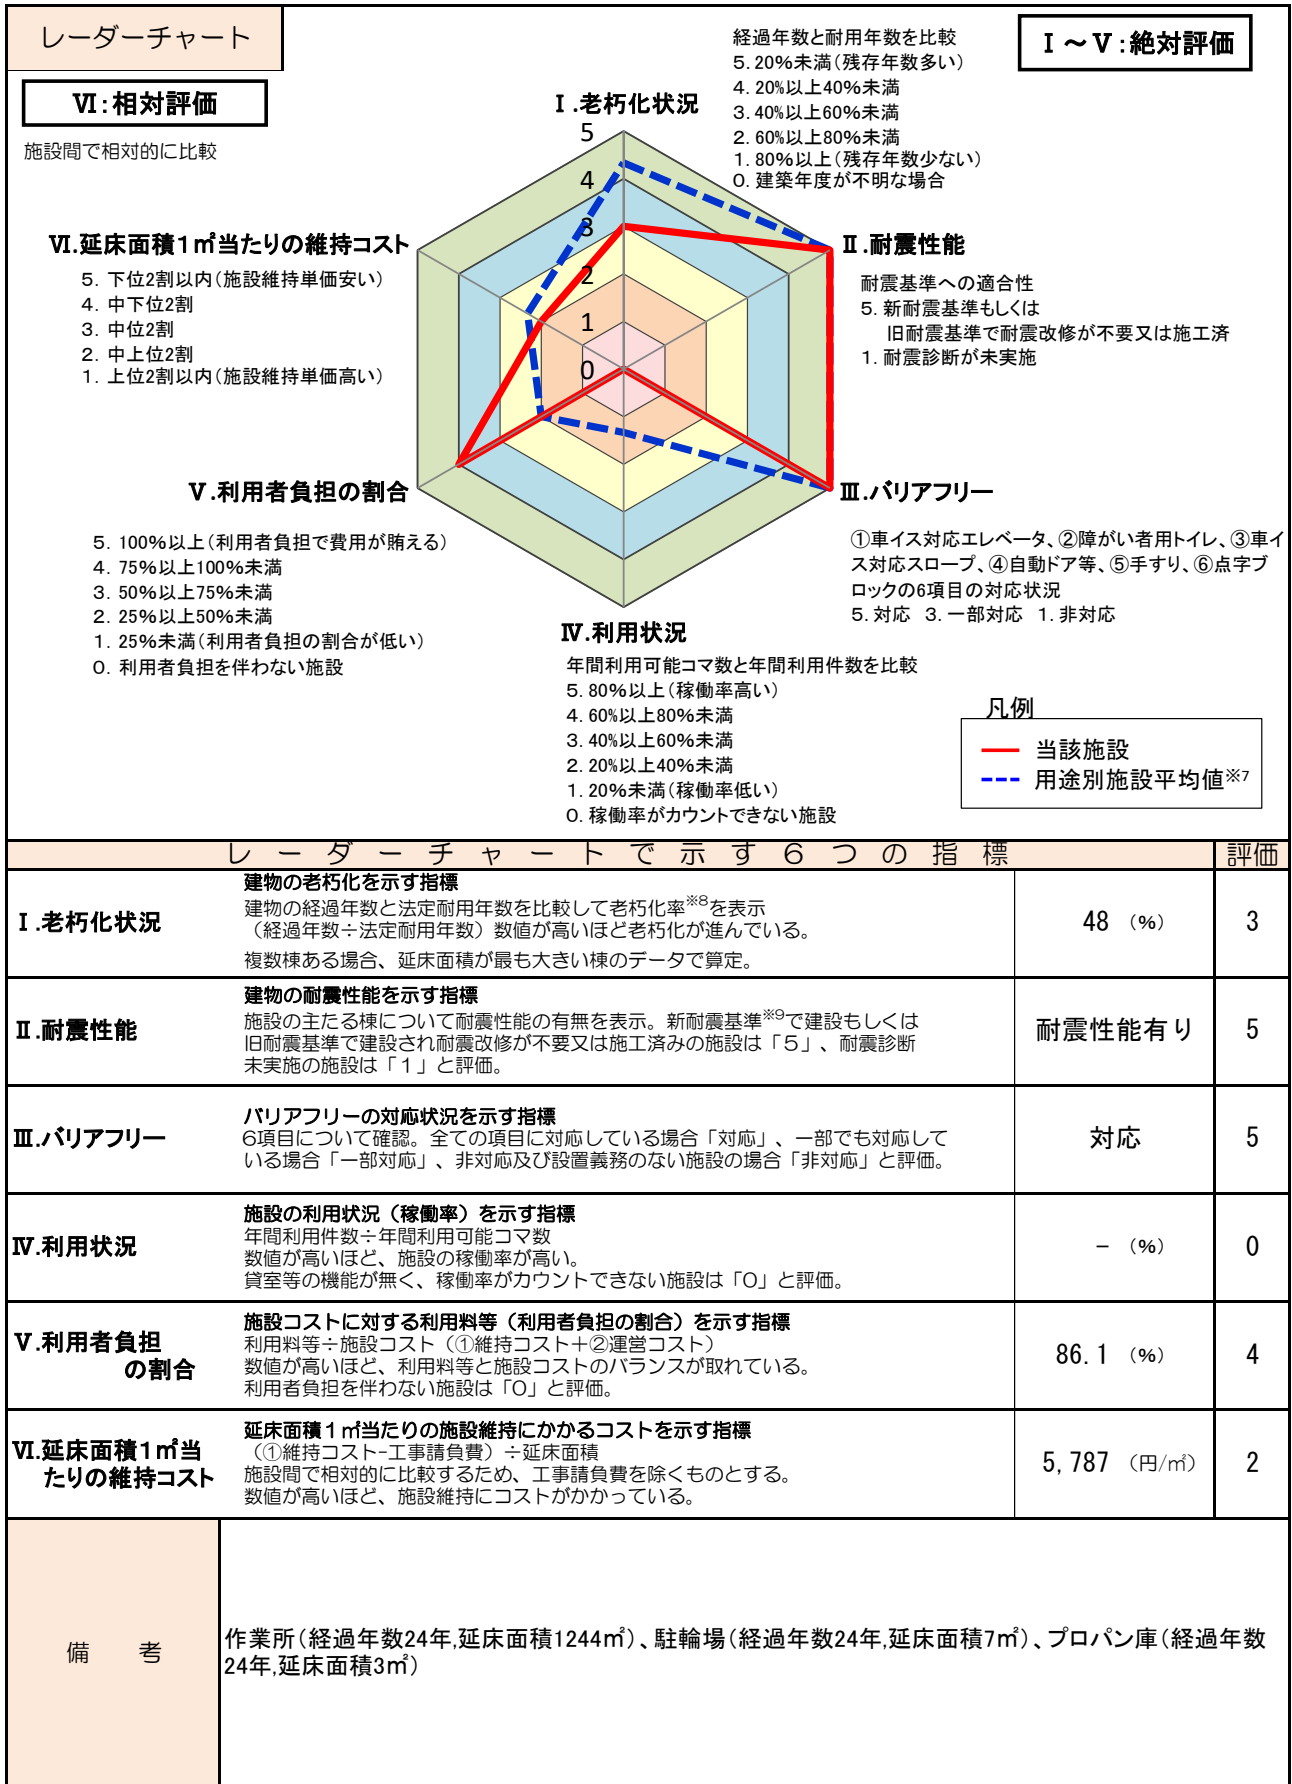 レーダーチャート
Ⅰ～Ⅴ：絶対評価
Ⅵ：相対評価
施設間で相対的に比較
経過年数と耐用年数を比較
5．20％未満（残存年数多い）
4．20％以上40％未満
3．40％以上60％未満
2．60％以上80％未満
1．80％以上（残存年数少ない）
0．建築年度が不明な場合
Ⅰ.老朽化状況
5
4
3
2
1
0
Ⅵ.延床面積1㎡当たりの維持コスト
5．下位2割以内（施設維持単価安い）
4．中下位2割
3．中位2割
2．中上位2割
1．上位2割以内（施設維持単価高い）
Ⅱ.耐震性能
耐震基準への適合性
5．新耐震基準もしくは
旧耐震基準で耐震改修が不要又は施工済
1．耐震診断が未実施
Ⅴ.利用者負担の割合
5．100％以上（利用者負担で費用が賄える）
4．75％以上100％未満
3．50％以上75％未満
2．25％以上50％未満
1．25％未満（利用者負担の割合が低い）
0．利用者負担を伴わない施設
Ⅲ.バリアフリー
①車イス対応エレベータ、②障がい者用トイレ、③車イ
ス対応スロープ、④自動ドア等、⑤手すり、⑥点字ブ
ロックの6項目の対応状況
5．対応 3．一部対応 1．非対応
Ⅳ.利用状況
年間利用可能コマ数と年間利用件数を比較
5．80％以上（稼働率高い）
4．60％以上80％未満
3．40％以上60％未満
2．20％以上40％未満
1．20％未満（稼働率低い）
0．稼働率がカウントできない施設
凡例
当該施設
用途別施設平均値※7
レーダーチャートで示す6つの指標 評価
Ⅰ.老朽化状況
建物の老朽化を示す指標
建物の経過年数と法定耐用年数を比較して老朽化率※8を表示
（経過年数÷法定耐用年数）数値が高いほど老朽化が進んでいる。
複数棟ある場合、延床面積が最も大きい棟のデータで算定。
48 （%） 3
Ⅱ.耐震性能
建物の耐震性能を示す指標
施設の主たる棟について耐震性能の有無を表示。新耐震基準※9で建設もしくは
旧耐震基準で建設され耐震改修が不要又は施工済みの施設は「５」、耐震診断
未実施の施設は「１」と評価。
耐震性能有り 5
Ⅲ.バリアフリー
バリアフリーの対応状況を示す指標
6項目について確認。全ての項目に対応している場合「対応」、一部でも対応して
いる場合「一部対応」、非対応及び設置義務のない施設の場合「非対応」と評価。
対応 5
Ⅳ.利用状況
施設の利用状況（稼働率）を示す指標
年間利用件数÷年間利用可能コマ数
数値が高いほど、施設の稼働率が高い。
貸室等の機能が無く、稼働率がカウントできない施設は「0」と評価。
－ （%） 0
Ⅴ.利用者負担
の割合
施設コストに対する利用料等（利用者負担の割合）を示す指標
利用料等÷施設コスト（①維持コスト＋②運営コスト）
数値が高いほど、利用料等と施設コストのバランスが取れている。
利用者負担を伴わない施設は「0」と評価。
86.1 （%） 4
Ⅵ.延床面積1㎡当
たりの維持コスト
延床面積１㎡当たりの施設維持にかかるコストを示す指標
（①維持コスト-工事請負費）÷延床面積
施設間で相対的に比較するため、工事請負費を除くものとする。
数値が高いほど、施設維持にコストがかかっている。
5,787 （円/㎡） 2
備 考
作業所（経過年数24年,延床面積1244㎡）、駐輪場（経過年数24年,延床面積7㎡）、プロパン庫（経過年数
24年,延床面積3㎡）